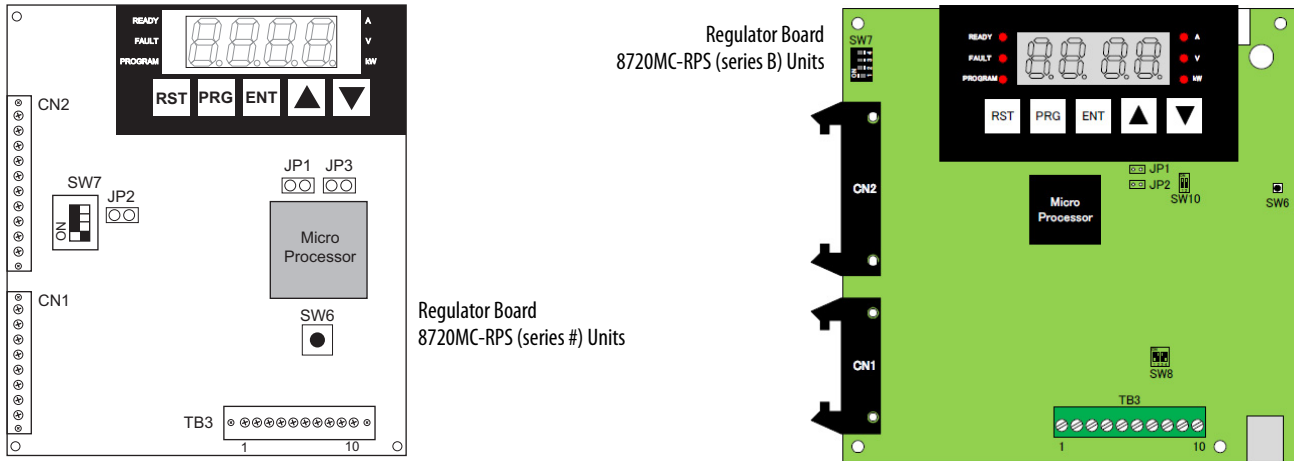 READY
FAULT
PROGRAM
A
V
kW
RST PRG ENT
CN2
SW7
ON
JP2
JP1 JP3
Micro
Processor
CN1
SW6
TB3
1 10
Regulator Board
8720MC-RPS (series #) Units
Regulator Board
8720MC-RPS (series B) Units
SW7
ON
READY
FAULT
PROGRAM
A
V
kW
RST PRG ENT
CN2
JP1
JP2
SW10
SW6
Micro
Processor
CN1
SW8
TB3
1 10